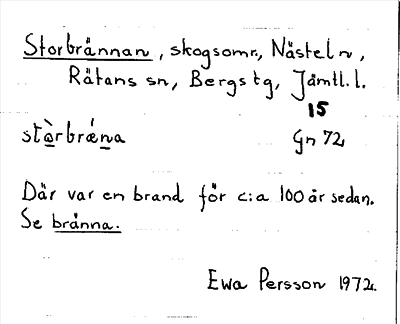 Storbrännan, skogsomr., Nästeln,
Rätans sn, Bergs tg, Jämtl. l.
15
stàrbrǽna Gn 72
Där var en brand för c:a 100 år sedan.
Se bränna.
Ewa Persson 1972.